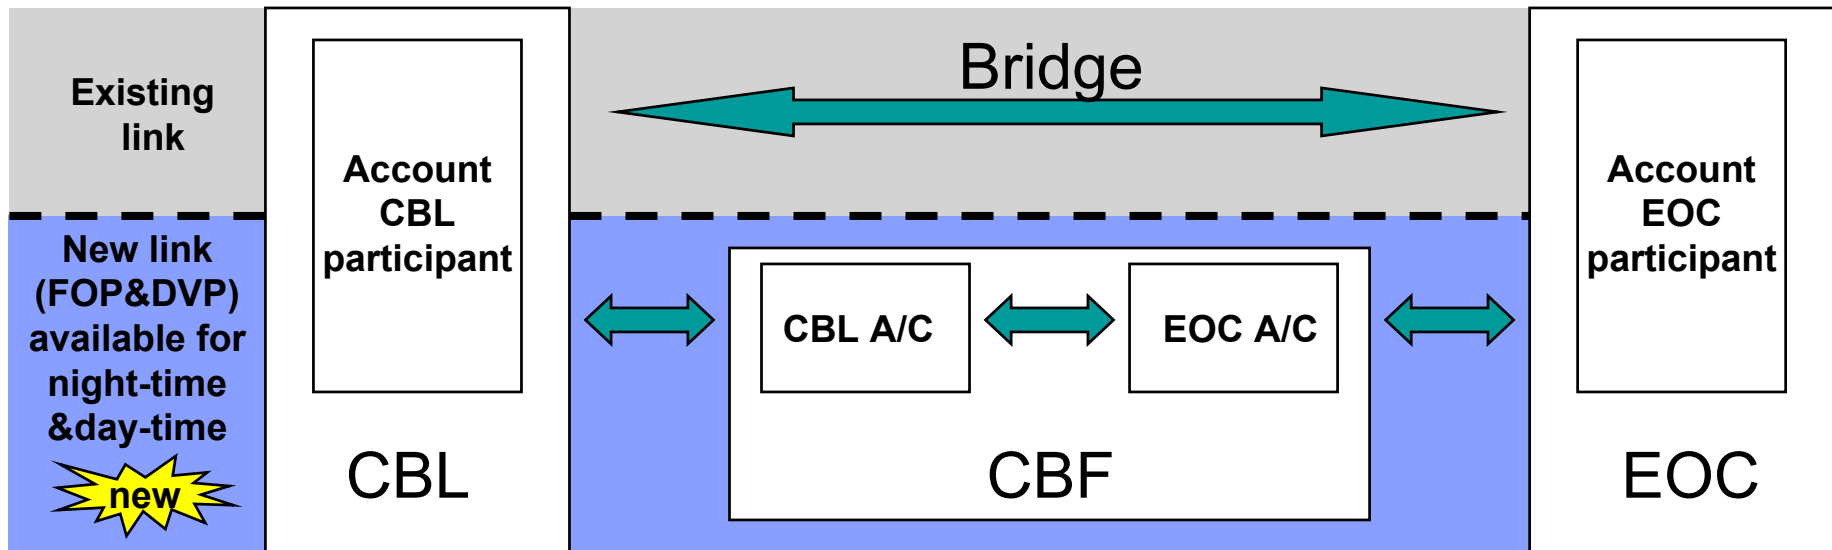 Existing
link
New link
(FOP&DVP)
available for
night-time
&day-time
new
Account
CBL
participant
CBL
Bridge
CBL A/C
EOC A/C
CBF
Account
EOC
participant
EOC